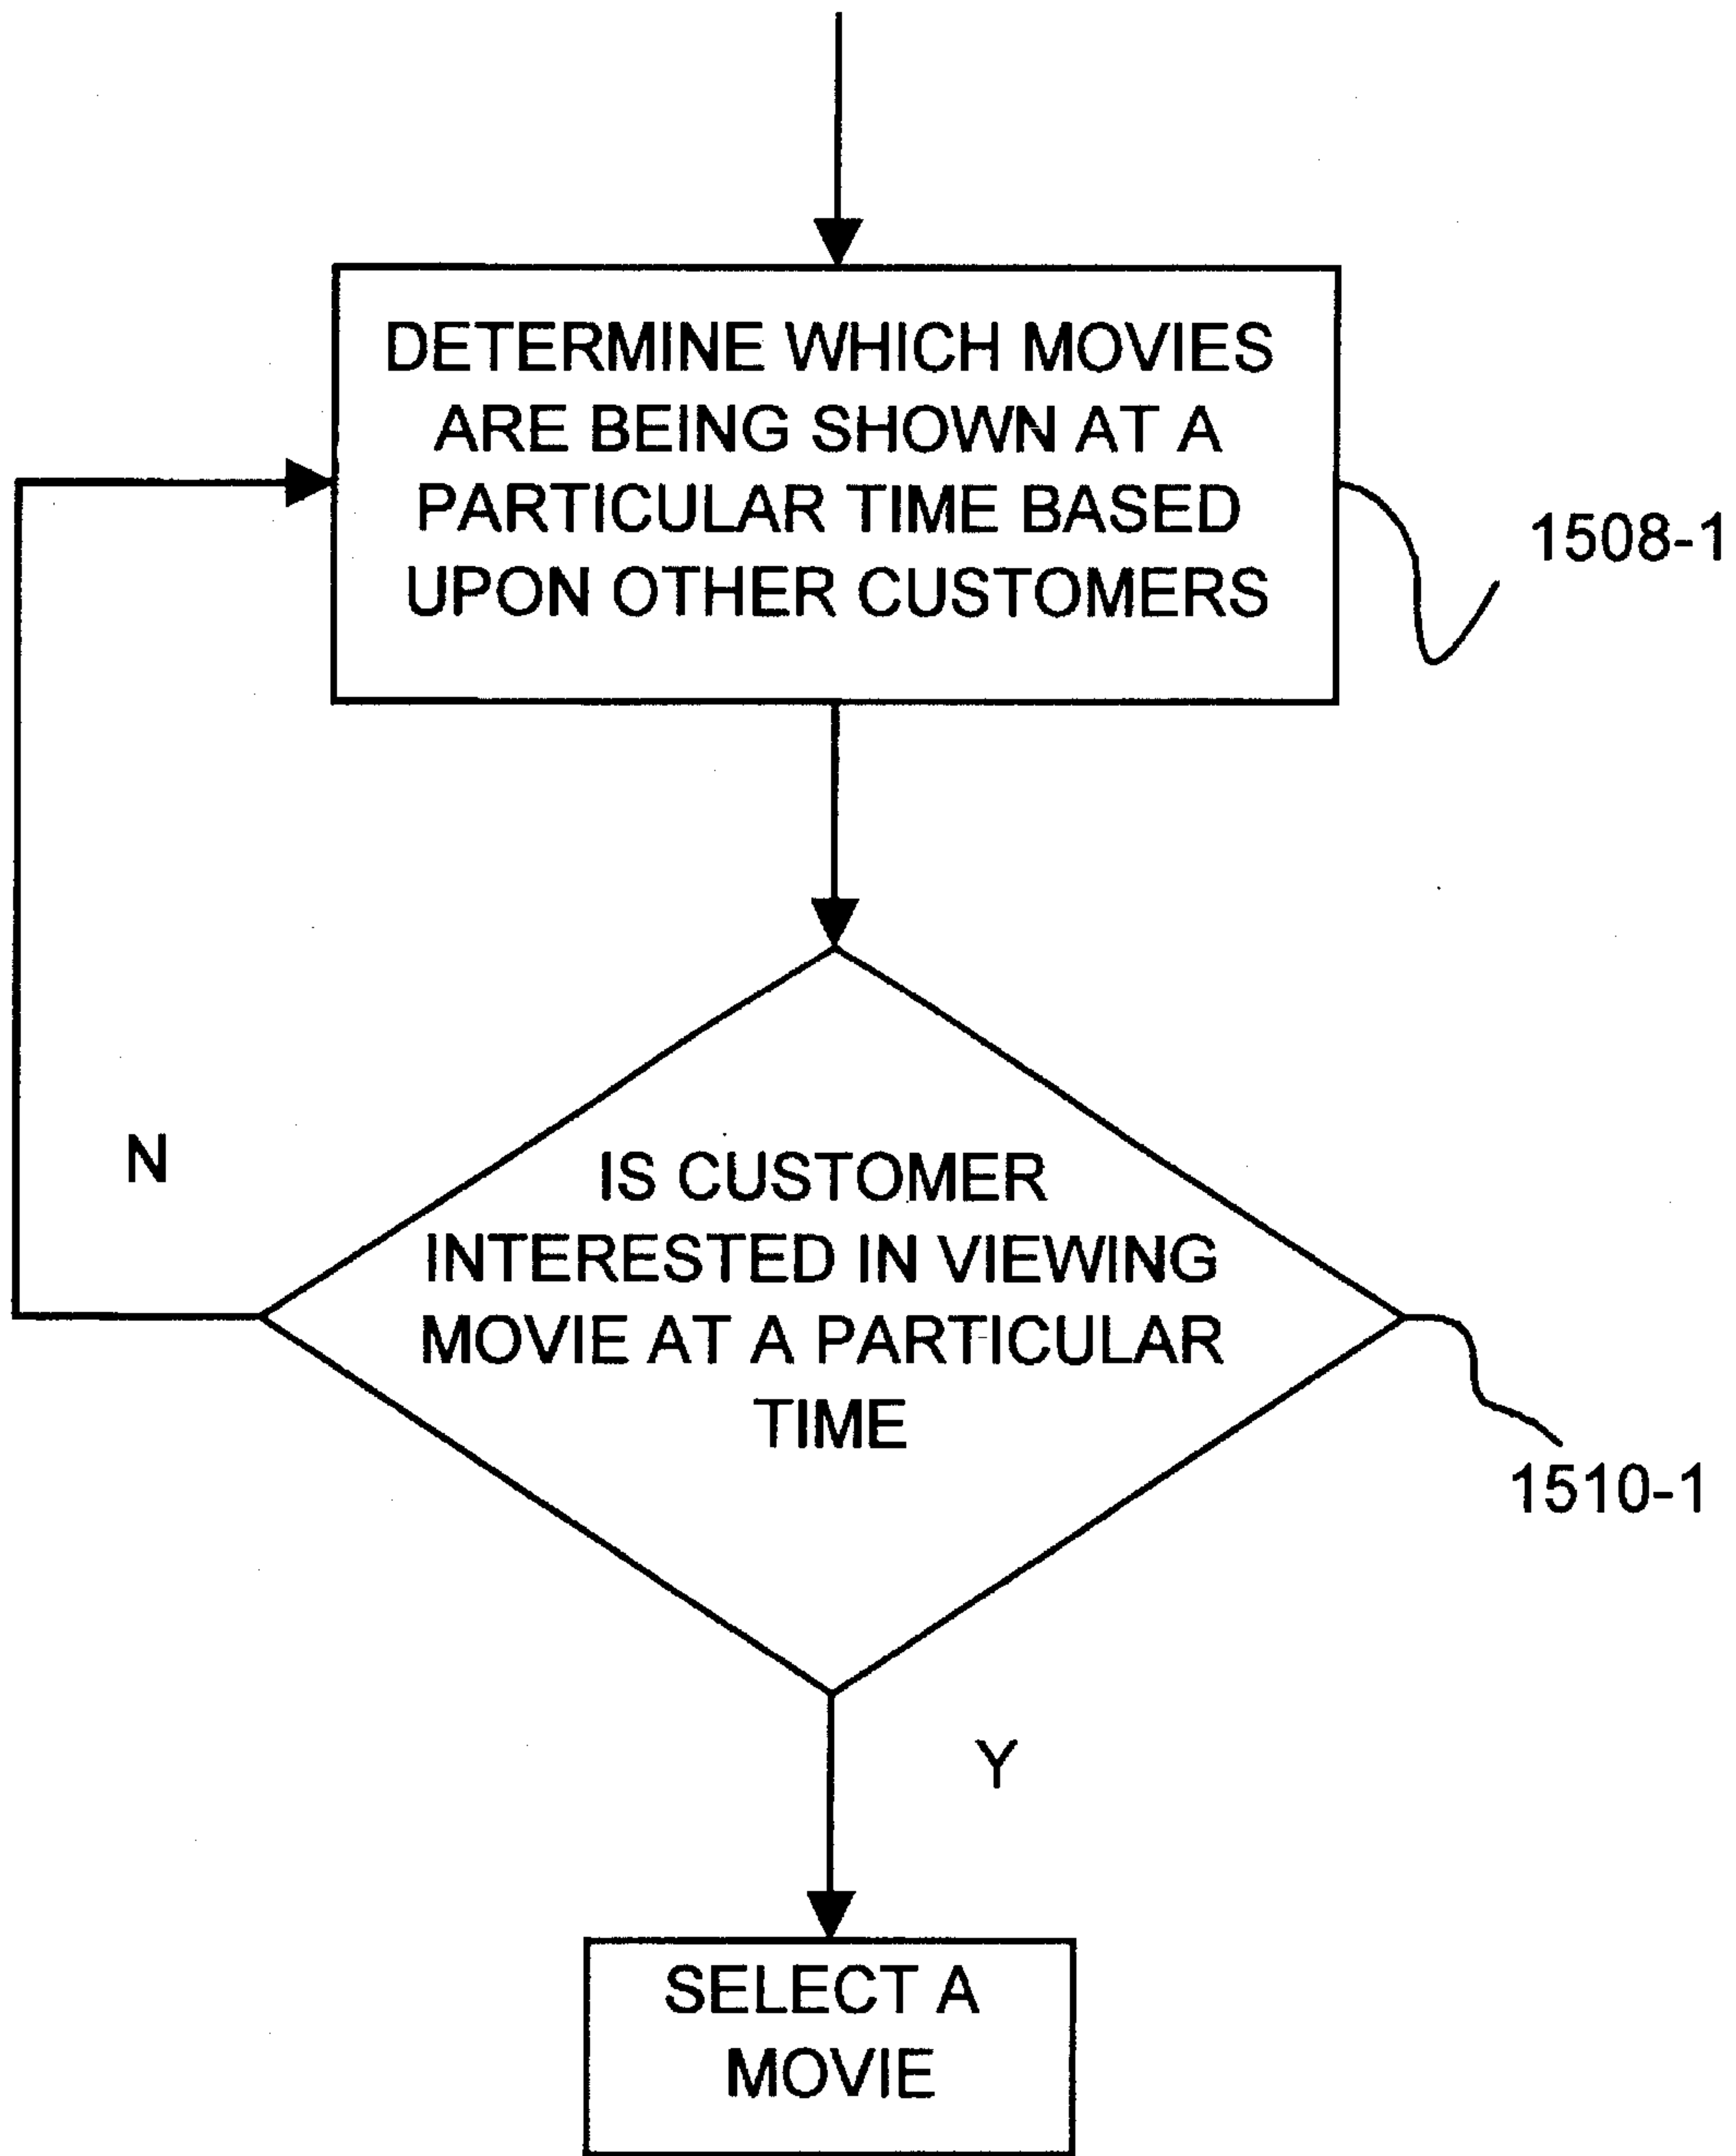 DETERMINE WHICH MOVIES
ARE BEING SHOWN AT A
PARTICULAR TIME BASED
UPON OTHER CUSTOMERS
1508-1
N
IS CUSTOMER
INTERESTED IN VIEWING
MOVIE AT A PARTICULAR
TIME
1510-1
Y
SELECT A
MOVIE